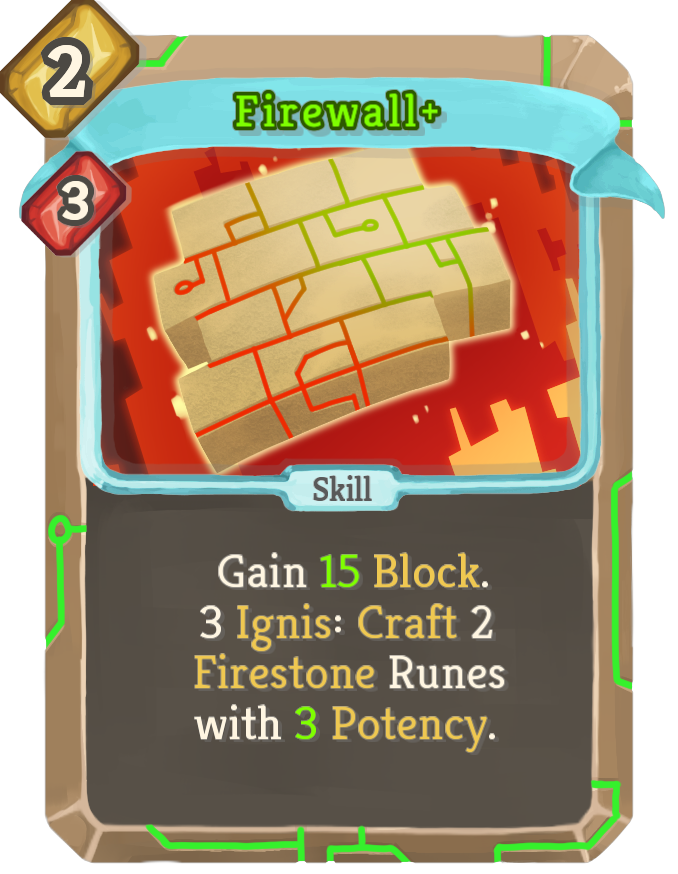 2
Firewall+
3
Skill
Gain 15 Block.
3 Ignis: Craft 2
Firestone Runes
with 3 Potency.